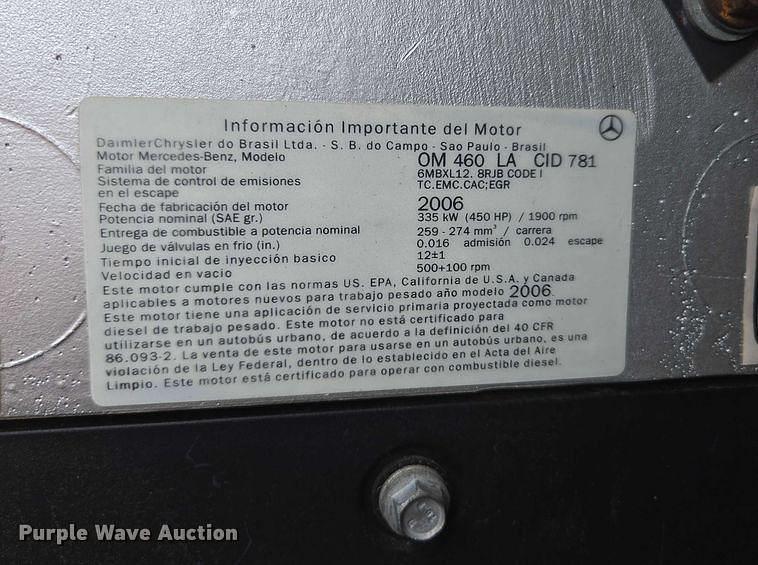 Información Importante del Motor
DaimlerChrysler do Brasil Ltda. - S. B. do Campo - Sao Paulo - Brasil
Motor Mercedes-Benz, Modelo OM 460 LA CID 781
Familia del motor 6MBXL12. 8RJB CODE I
Sistema de control de emisiones TC.EMC.CAC;EGR
en el escape
Fecha de fabricación del motor 2006
Potencia nominal (SAE gr.) 335 kW (450 HP) / 1900 rpm
Entrega de combustible a potencia nominal 259 - 274 mm³ / carrera
Juego de válvulas en frio (in.) 0.016 admisión 0.024 escape
Tiempo inicial de inyección basico 12±1
Velocidad en vacio 500+100 rpm
Este motor cumple con las normas US. EPA, California de U.S.A. y Canada
aplicables a motores nuevos para trabajo pesado año modelo 2006
Este motor tiene una aplicación de servicio primaria proyectada como motor
diesel de trabajo pesado. Este motor no está certificado para
utilizarse en un autobús urbano, de acuerdo a la definición del 40 CFR
86.093-2. La venta de este motor para usarse en un autobús urbano, es una
violación de la Ley Federal, dentro de lo establecido en el Acta del Aire
Limpio. Este motor está certificado para operar con combustible diesel.
Purple Wave Auction